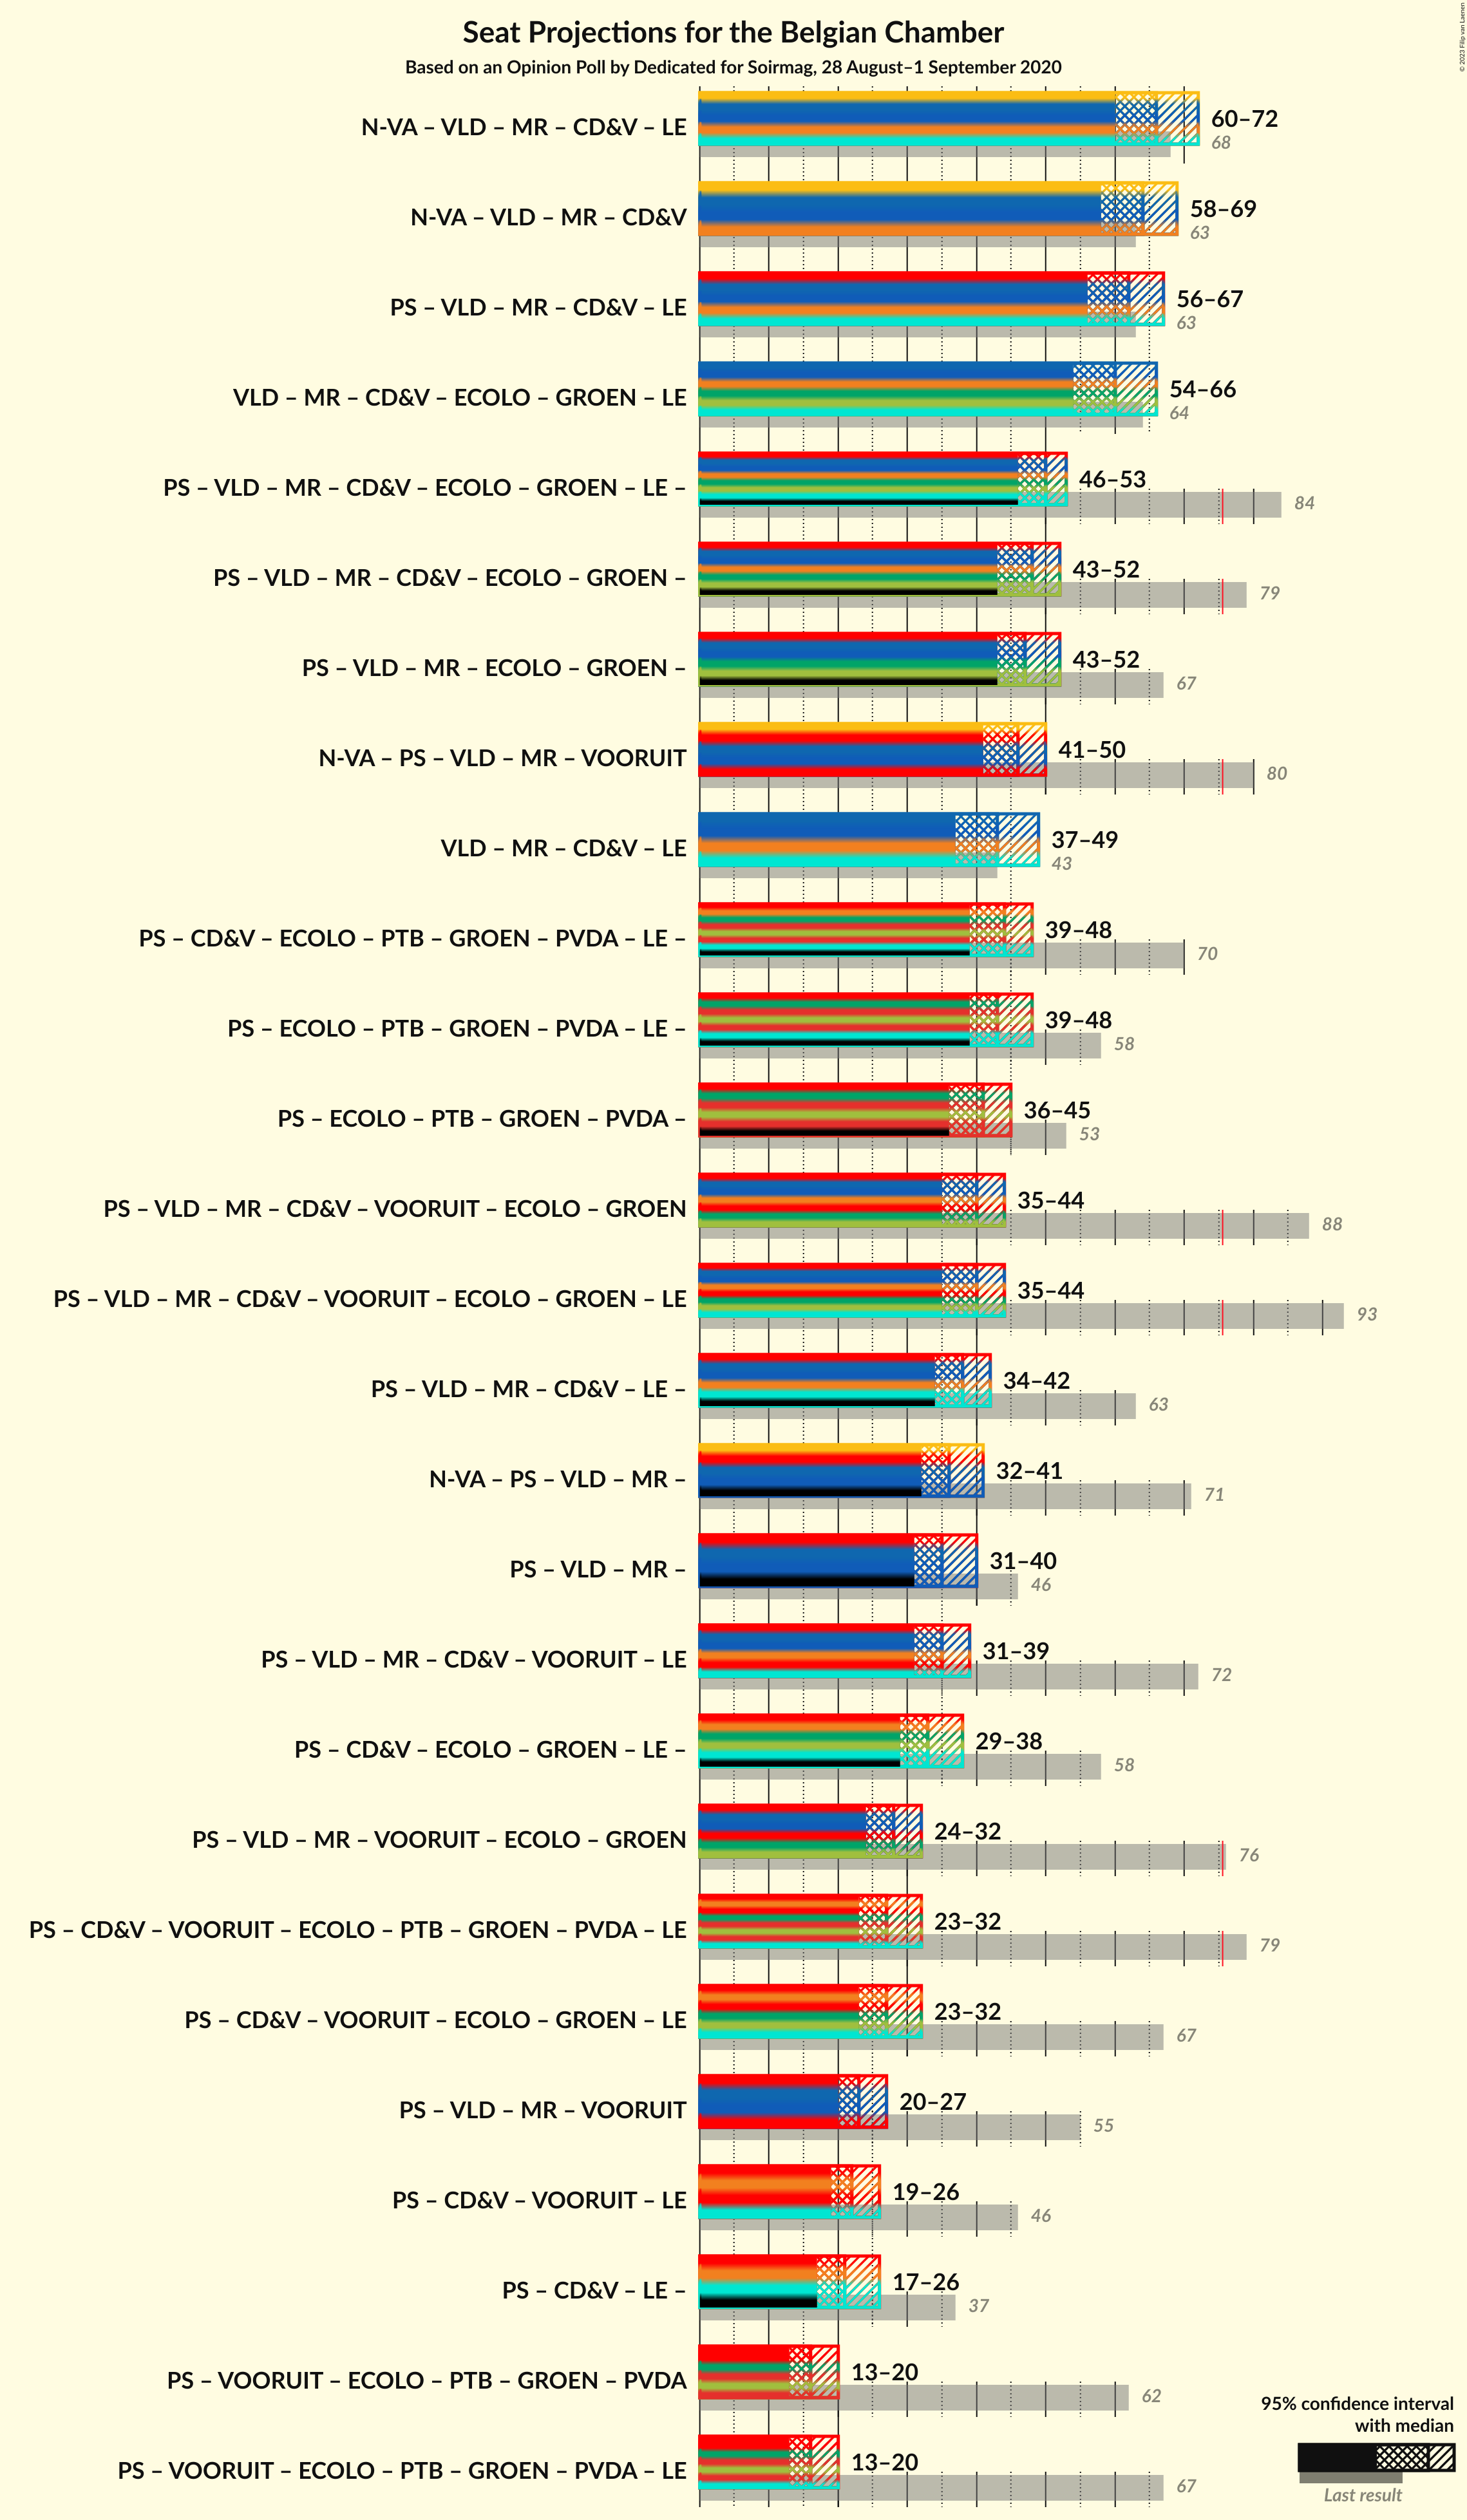 Seat Projections for the Belgian Chamber
Based on an Opinion Poll by Dedicated for Soirmag, 28 August–1 September 2020
© 2023 Filip van Laenen
N-VA – VLD – MR – CD&V – LE
60–72
68
N-VA – VLD – MR – CD&V
58–69
63
PS – VLD – MR – CD&V – LE
56–67
63
VLD – MR – CD&V – ECOLO – GROEN – LE
54–66
64
PS – VLD – MR – CD&V – ECOLO – GROEN – LE –
46–53
84
PS – VLD – MR – CD&V – ECOLO – GROEN –
43–52
79
PS – VLD – MR – ECOLO – GROEN –
43–52
67
N-VA – PS – VLD – MR – VOORUIT
41–50
80
VLD – MR – CD&V – LE
37–49
43
PS – CD&V – ECOLO – PTB – GROEN – PVDA – LE –
39–48
70
PS – ECOLO – PTB – GROEN – PVDA – LE –
39–48
58
PS – ECOLO – PTB – GROEN – PVDA –
36–45
53
PS – VLD – MR – CD&V – VOORUIT – ECOLO – GROEN
35–44
88
PS – VLD – MR – CD&V – VOORUIT – ECOLO – GROEN – LE
35–44
93
PS – VLD – MR – CD&V – LE –
34–42
63
N-VA – PS – VLD – MR –
32–41
71
PS – VLD – MR –
31–40
46
PS – VLD – MR – CD&V – VOORUIT – LE
31–39
72
PS – CD&V – ECOLO – GROEN – LE –
29–38
58
PS – VLD – MR – VOORUIT – ECOLO – GROEN
24–32
76
PS – CD&V – VOORUIT – ECOLO – PTB – GROEN – PVDA – LE
23–32
79
PS – CD&V – VOORUIT – ECOLO – GROEN – LE
23–32
67
PS – VLD – MR – VOORUIT
20–27
55
PS – CD&V – VOORUIT – LE
19–26
46
PS – CD&V – LE –
17–26
37
PS – VOORUIT – ECOLO – PTB – GROEN – PVDA
13–20
62
PS – VOORUIT – ECOLO – PTB – GROEN – PVDA – LE
13–20
67
95% confidence interval
with median
Last result